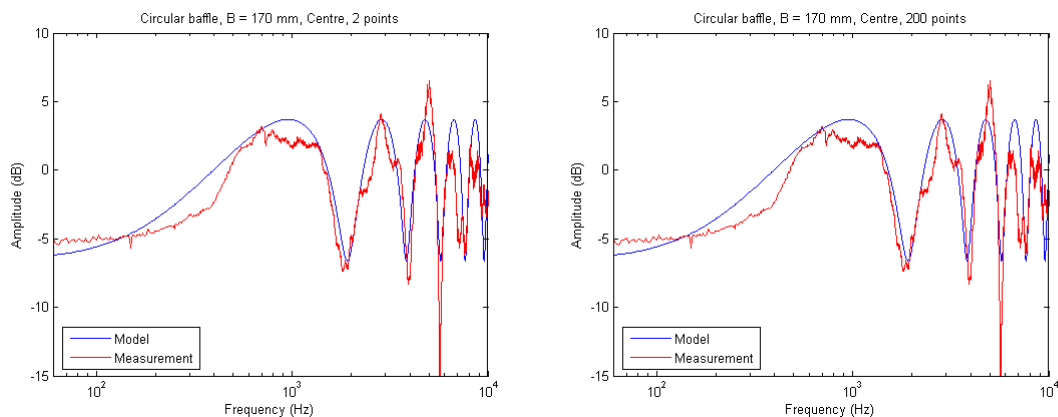 Circular baffle, B = 170 mm, Centre, 2 points
10
5
0
-5
-10
-15
Amplitude (dB)
Model
Measurement
10^2
10^3
10^4
Frequency (Hz)
Circular baffle, B = 170 mm, Centre, 200 points
10
5
0
-5
-10
-15
Amplitude (dB)
Model
Measurement
10^2
10^3
10^4
Frequency (Hz)